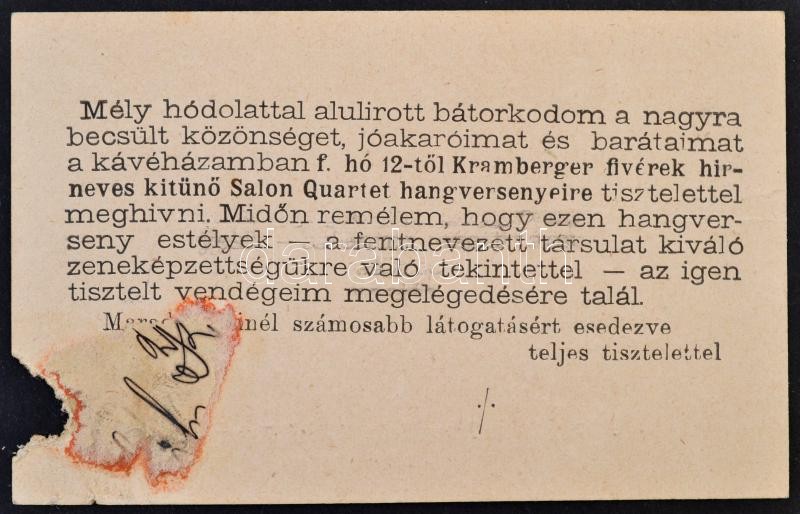 Mély hódolattal alulirott bátorkodom a nagyra
becsült közönséget, jóakaróimat és barátaimat
a kávéházamban f. hó 12-től Kramberger fivérek hir-
neves kitünő Salon Quartet hangversenyeire tisztelettel
meghivni. Midőn remélem, hogy ezen hangver-
seny estélyek — a fentnevezett társulat kiváló
zeneképzettségükre való tekintettel — az igen
tisztelt vendégeim megelégedésére talál.
számosabb látogatásért esedezve
teljes tisztelettel
darabanth